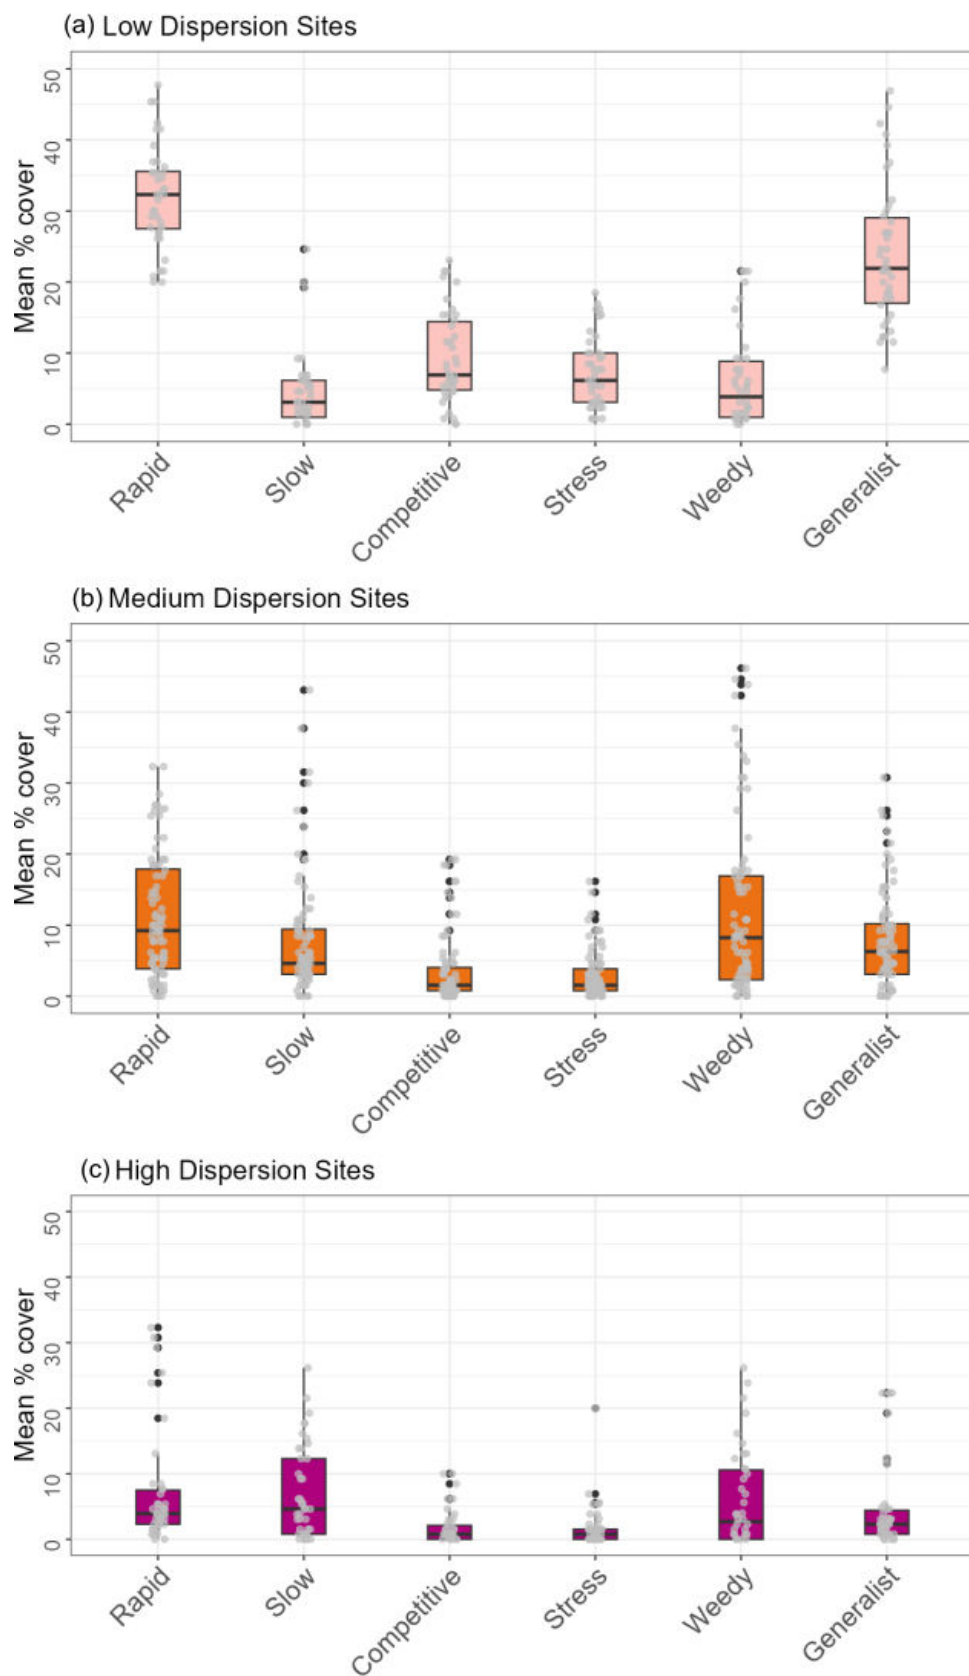 (a) Low Dispersion Sites
Mean % cover
50
40
30
20
10
0
Rapid
Slow
Competitive
Stress
Weedy
Generalist
(b) Medium Dispersion Sites
Mean % cover
50
40
30
20
10
0
Rapid
Slow
Competitive
Stress
Weedy
Generalist
(c) High Dispersion Sites
Mean % cover
50
40
30
20
10
0
Rapid
Slow
Competitive
Stress
Weedy
Generalist